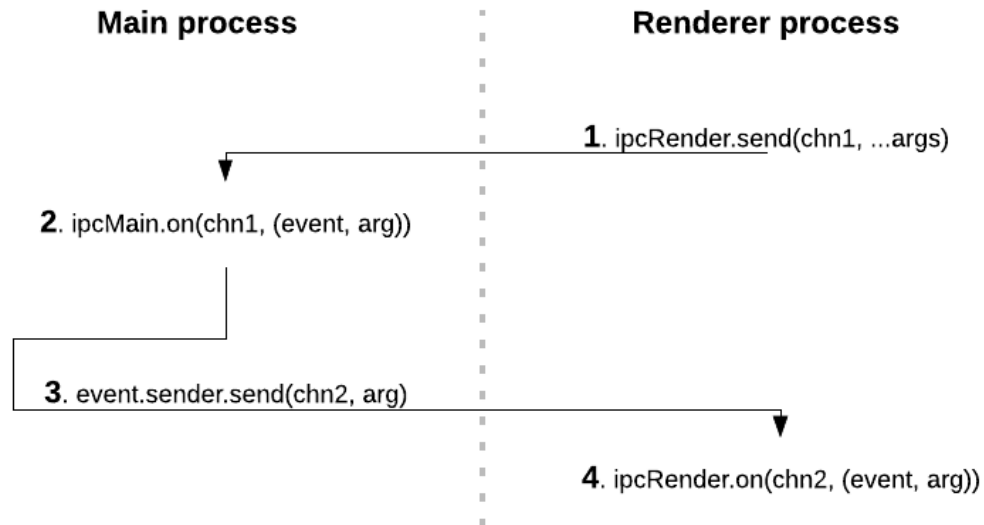 Main process
Renderer process
1. ipcRender.send(chn1, ...args)
2. ipcMain.on(chn1, (event, arg))
3. event.sender.send(chn2, arg)
4. ipcRender.on(chn2, (event, arg))